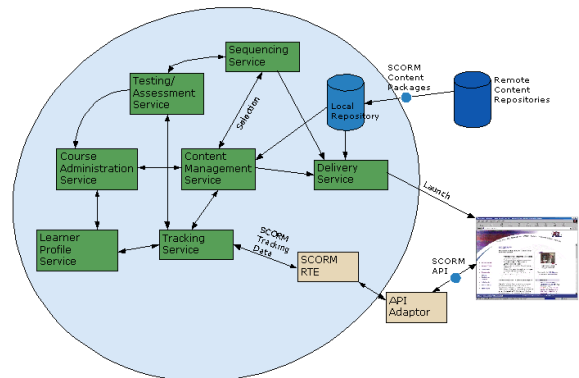 Sequencing
Service
Testing/
Assessment
Service
SCORM
Content
Packages
Remote
Content
Repositories
Local
Repository
Selection
Course
Administration
Service
Content
Management
Service
Delivery
Service
Launch
Learner
Profile
Service
Tracking
Service
SCORM
Tracking
Data
SCORM
RTE
SCORM
API
API
Adaptor